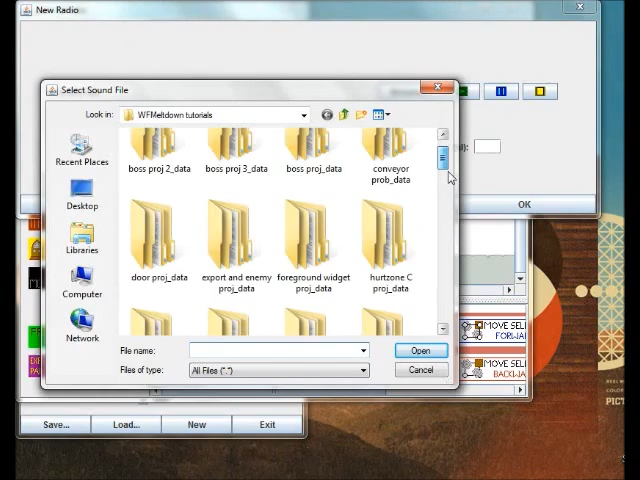 New Radio
Select Sound File
Look in:
WFMeltdown tutorials
Recent Places
Desktop
Libraries
Computer
Network
boss proj 2_data
boss proj 3_data
boss proj_data
conveyor
prob_data
door proj_data
export and enemy
proj_data
foreground widget
proj_data
hurtzone C
proj_data
File name:
Open
Files of type:
All Files (*.*)
Cancel
OK
MOVE SEL
FORWA
MOVE SEL
BACKWA
Save...
Load...
New
Exit